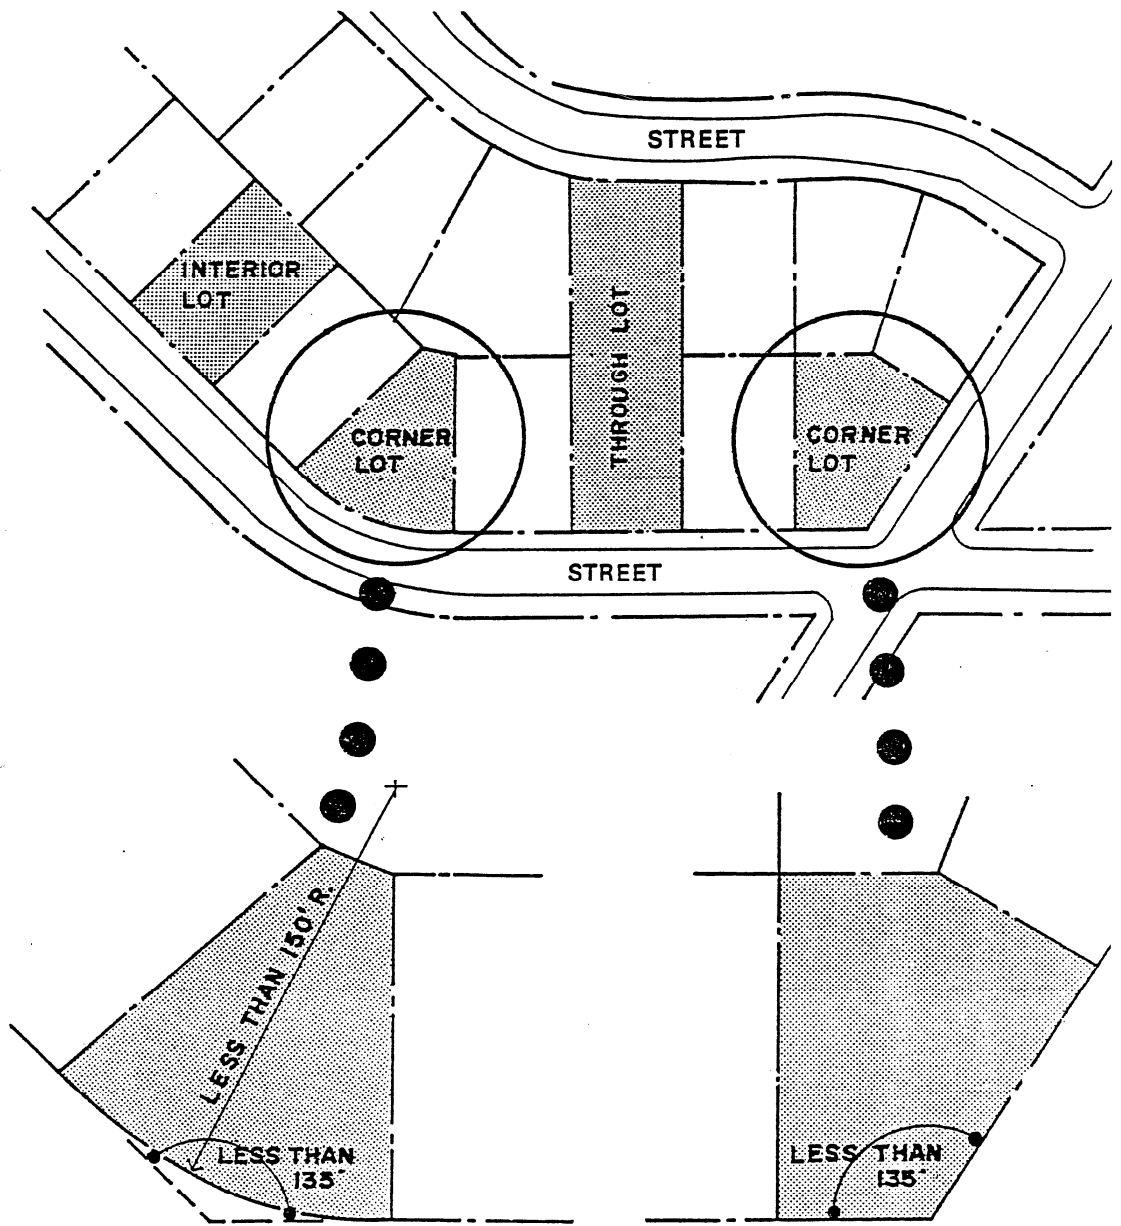 STREET
INTERIOR
LOT
THROUGH LOT
CORNER
LOT
CORNER
LOT
STREET
LESS THAN 150' R.
LESS THAN
135°
LESS THAN
135°